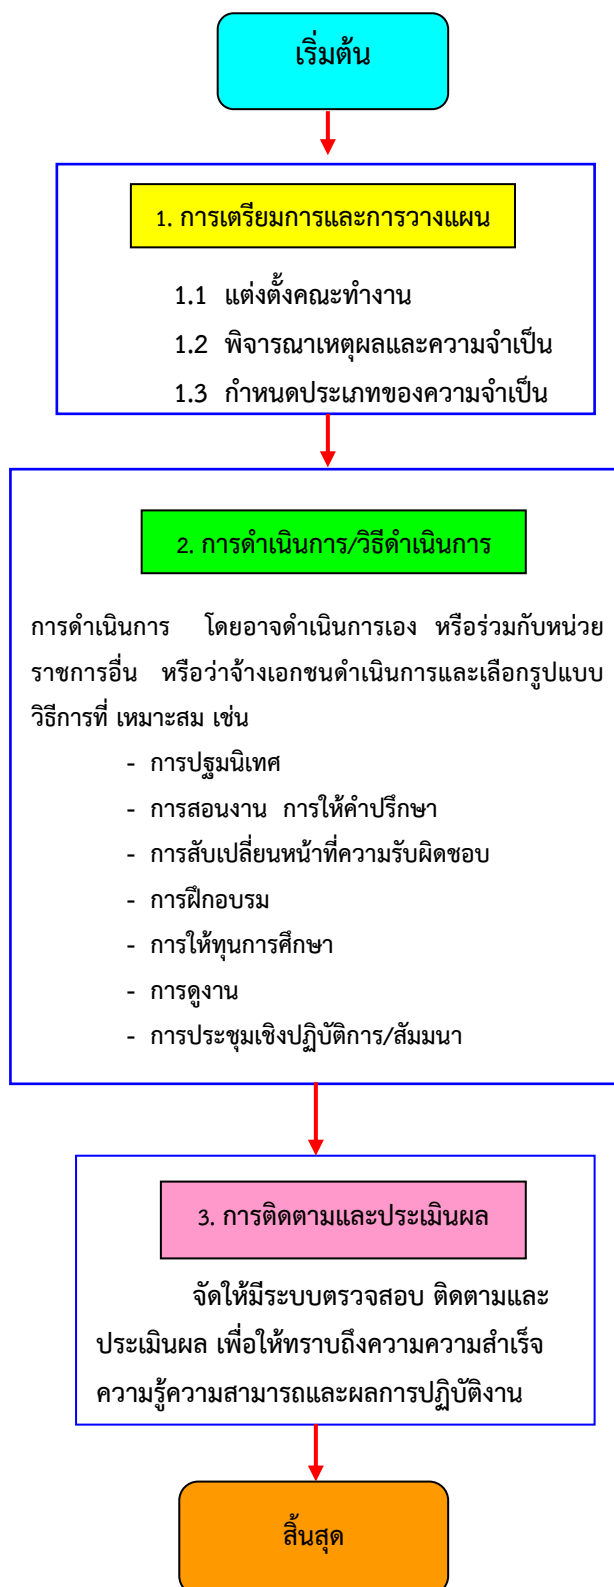 เริ่มต้น
1. การเตรียมการและการวางแผน
1.1 แต่งตั้งคณะทำงาน
1.2 พิจารณาเหตุผลและความจำเป็น
1.3 กำหนดประเภทของความจำเป็น
2. การดำเนินการ/วิธีดำเนินการ
การดำเนินการ โดยอาจดำเนินการเอง หรือร่วมกับหน่วย
ราชการอื่น หรือว่าจ้างเอกชนดำเนินการและเลือกรูปแบบ
วิธีการที่ เหมาะสม เช่น
- การปฐมนิเทศ
- การสอนงาน การให้คำปรึกษา
- การสับเปลี่ยนหน้าที่ความรับผิดชอบ
- การฝึกอบรม
- การให้ทุนการศึกษา
- การดูงาน
- การประชุมเชิงปฏิบัติการ/สัมมนา
3. การติดตามและประเมินผล
จัดให้มีระบบตรวจสอบ ติดตามและ
ประเมินผล เพื่อให้ทราบถึงความความสำเร็จ
ความรู้ความสามารถและผลการปฏิบัติงาน
สิ้นสุด